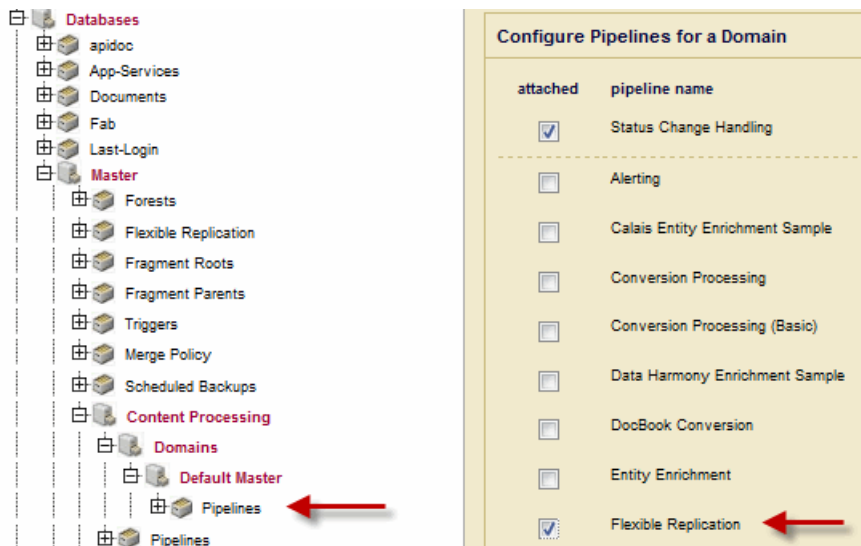 Databases
apidoc
App-Services
Documents
Fab
Last-Login
Master
Forests
Flexible Replication
Fragment Roots
Fragment Parents
Triggers
Merge Policy
Scheduled Backups
Content Processing
Domains
Default Master
Pipelines
Pipelines
Configure Pipelines for a Domain
attached pipeline name
Status Change Handling
Alerting
Calais Entity Enrichment Sample
Conversion Processing
Conversion Processing (Basic)
Data Harmony Enrichment Sample
DocBook Conversion
Entity Enrichment
Flexible Replication